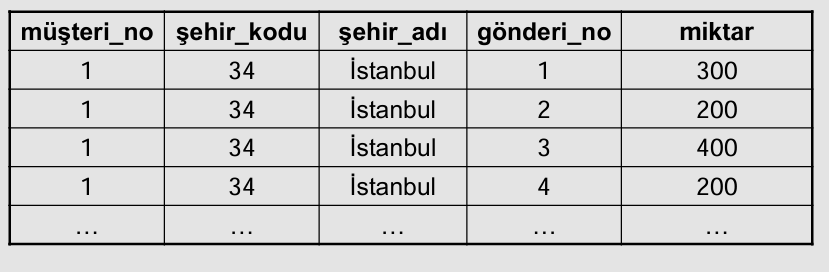 müşteri_no şehir_kodu şehir_adı gönderi_no miktar
1 34 İstanbul 1 300
1 34 İstanbul 2 200
1 34 İstanbul 3 400
1 34 İstanbul 4 200
… … … … …